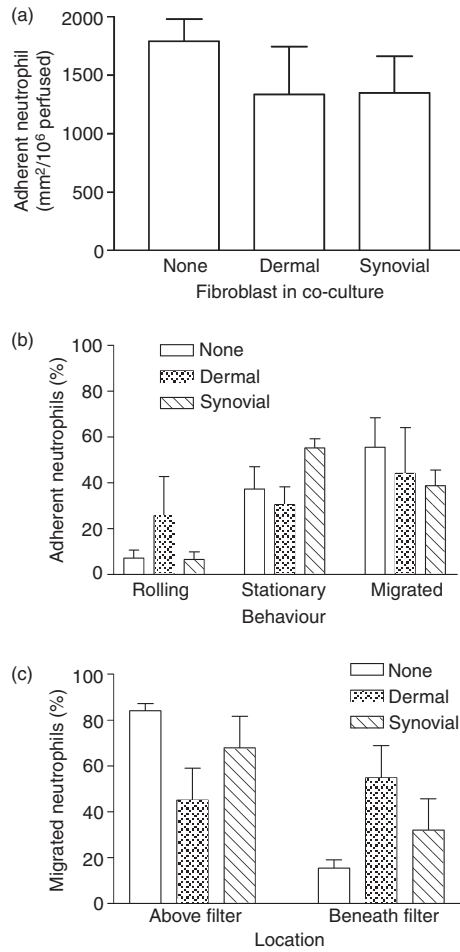 (a)
2000
1500
1000
500
0
Adherent neutrophil
(mm²/10⁶ perfused)
None Dermal Synovial
Fibroblast in co-culture
(b)
100
80
60
40
20
0
Adherent neutrophils (%)
None
Dermal
Synovial
Rolling Stationary Migrated
Behaviour
(c)
100
80
60
40
20
0
Migrated neutrophils (%)
None
Dermal
Synovial
Above filter Beneath filter
Location